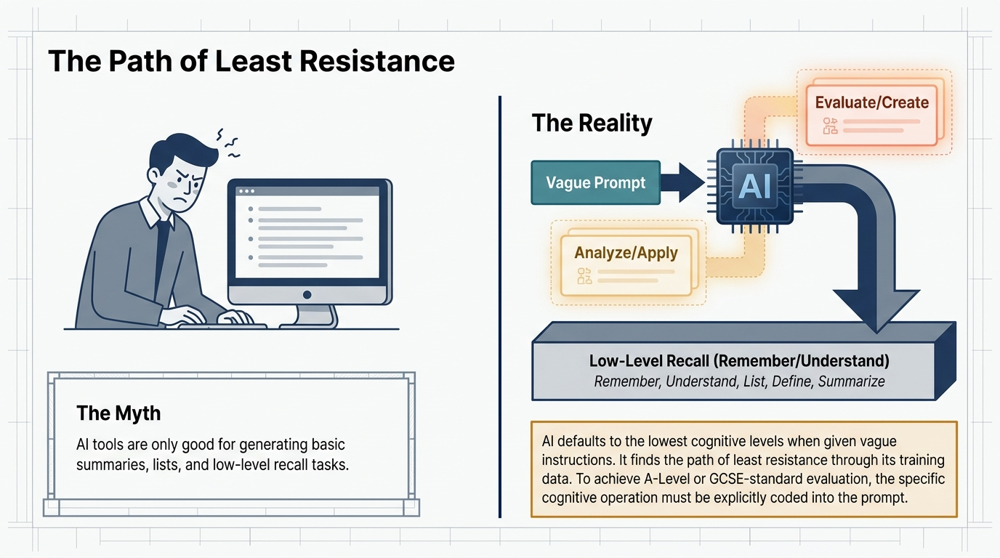 The Path of Least Resistance
The Myth
AI tools are only good for generating basic
summaries, lists, and low-level recall tasks.
The Reality
Vague Prompt
AI
Evaluate/Create
Analyze/Apply
Low-Level Recall (Remember/Understand)
Remember, Understand, List, Define, Summarize
AI defaults to the lowest cognitive levels when given vague
instructions. It finds the path of least resistance through its training
data. To achieve A-Level or GCSE-standard evaluation, the specific
cognitive operation must be explicitly coded into the prompt.